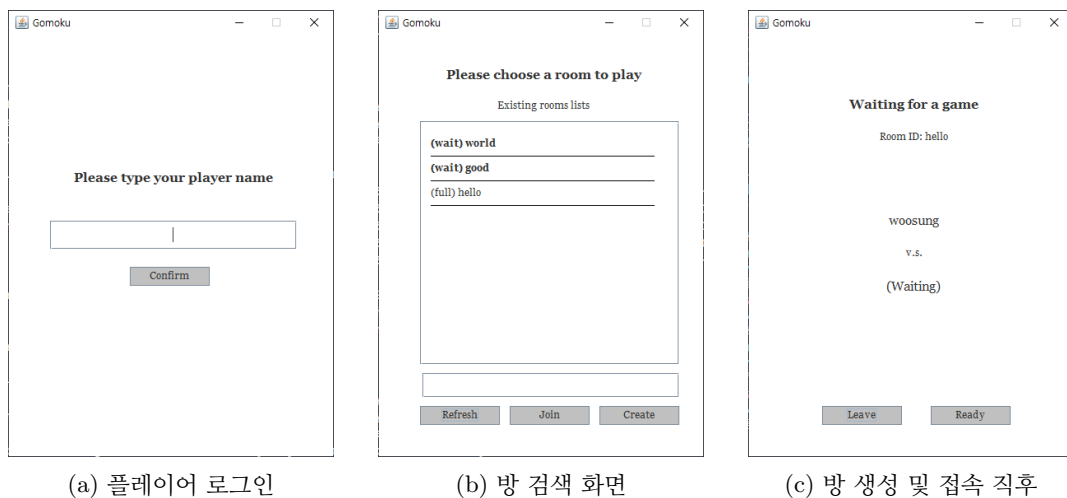 Gomoku
Please type your player name
Confirm
(a) 플레이어 로그인
Gomoku
Please choose a room to play
Existing rooms lists
(wait) world
(wait) good
(full) hello
Refresh
Join
Create
(b) 방 검색 화면
Gomoku
Waiting for a game
Room ID: hello
woosung
v.s.
(Waiting)
Leave
Ready
(c) 방 생성 및 접속 직후